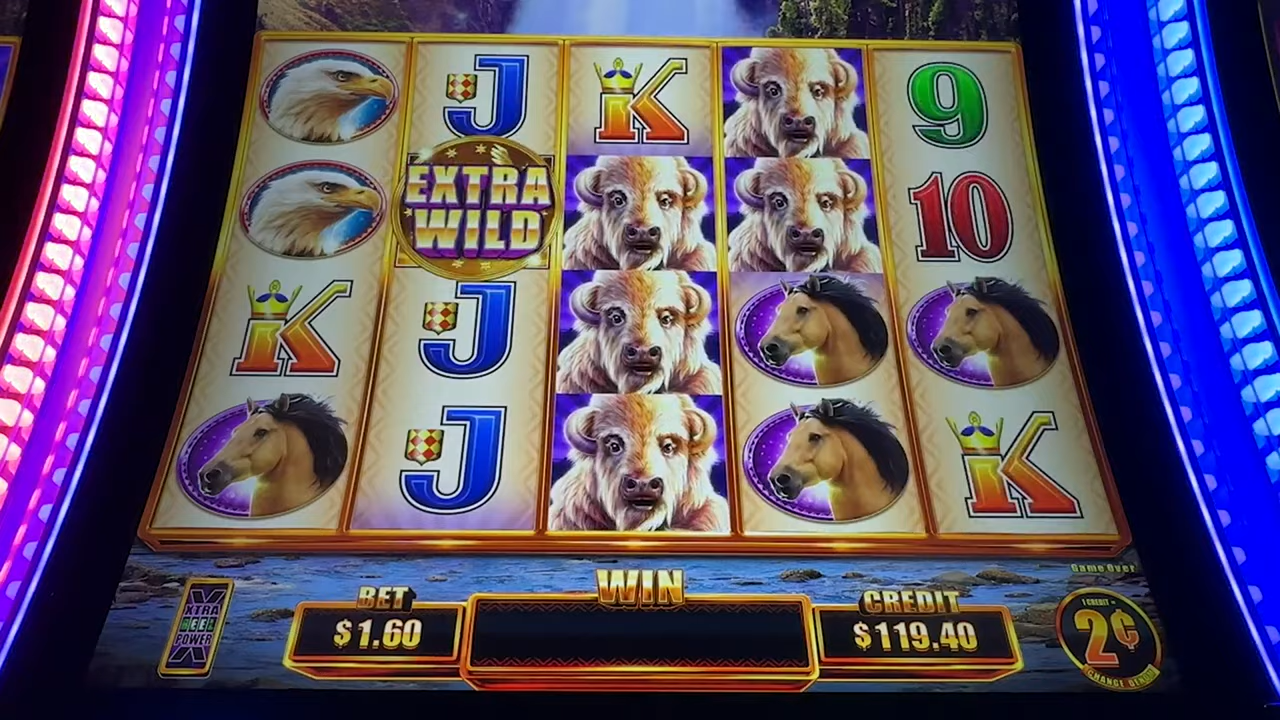 J
K
9
EXTRA
WILD
10
K
J
J
K
WIN
Game Over
BET
CREDIT
1 CREDIT =
XTRA
REEL
POWER
X
$1.60
$119.40
2¢
CHANGE DENOM